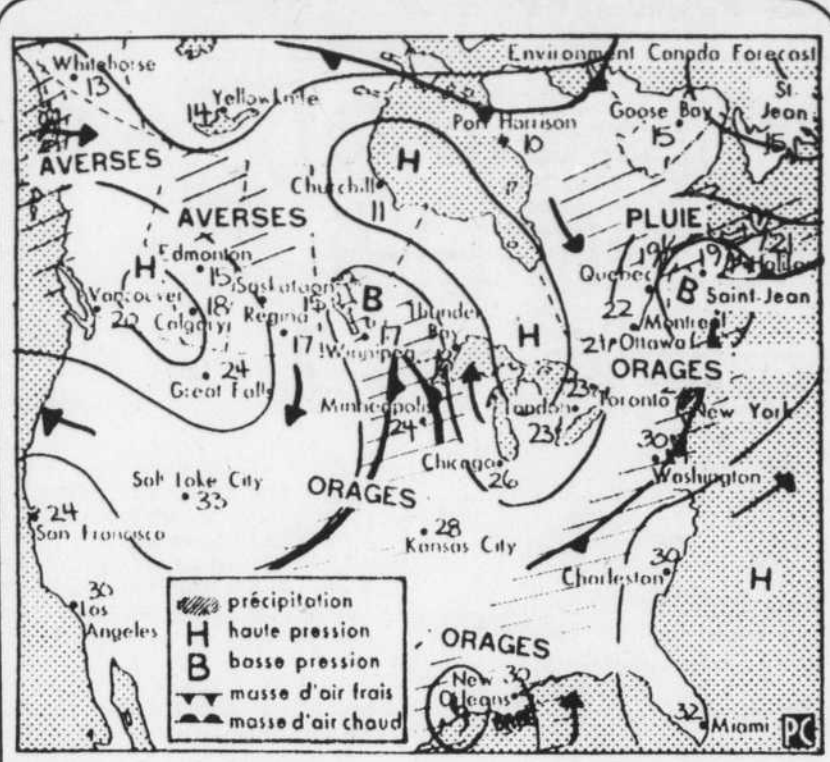 Environment Canada Forecast
Whitehorse
13
Yellowknife
14
Port Harrison
10
Goose Bay
15
St
Jean
15
AVERSES
H
Churchill
11
AVERSES
PLUIE
Edmonton
15
H
Saskatoon
Vancouver
20
Calgary
18
Regina
17
B
Winnipeg
17
Thunder
Bay
H
Quebec
19
22
Montreal
21
Ottawa
19
21
Halifax
B
Saint-Jean
ORAGES
24
Great Falls
Minneapolis
24
London
23
23
Toronto
New York
30
Washington
Chicago
26
Salt Lake City
33
ORAGES
24
San Francisco
28
Kansas City
30
Charleston
H
30
Los
Angeles
précipitation
H haute pression
B basse pression
masse d'air frais
masse d'air chaud
ORAGES
New 30
Orleans
32
Miami
PC